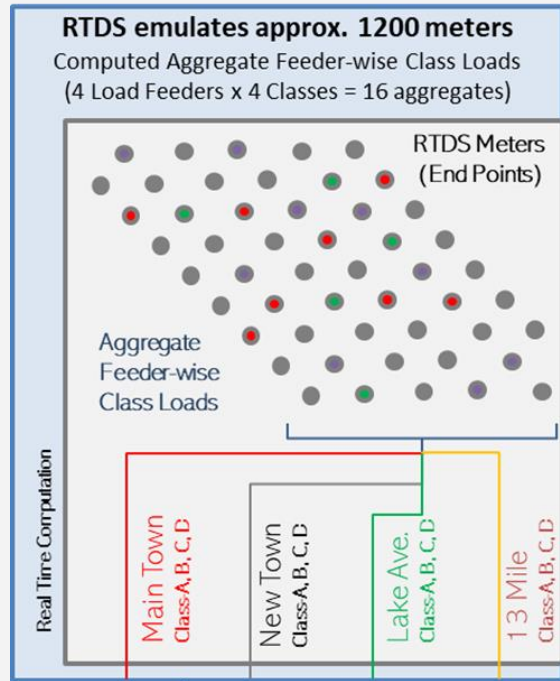 RTDS emulates approx. 1200 meters
Computed Aggregate Feeder-wise Class Loads
(4 Load Feeders x 4 Classes = 16 aggregates)
RTDS Meters
(End Points)
Aggregate
Feeder-wise
Class Loads
Real Time Computation
Main Town
Class-A, B, C, D
New Town
Class-A, B, C, D
Lake Ave.
Class-A, B, C, D
13 Mile
Class-A, B, C, D